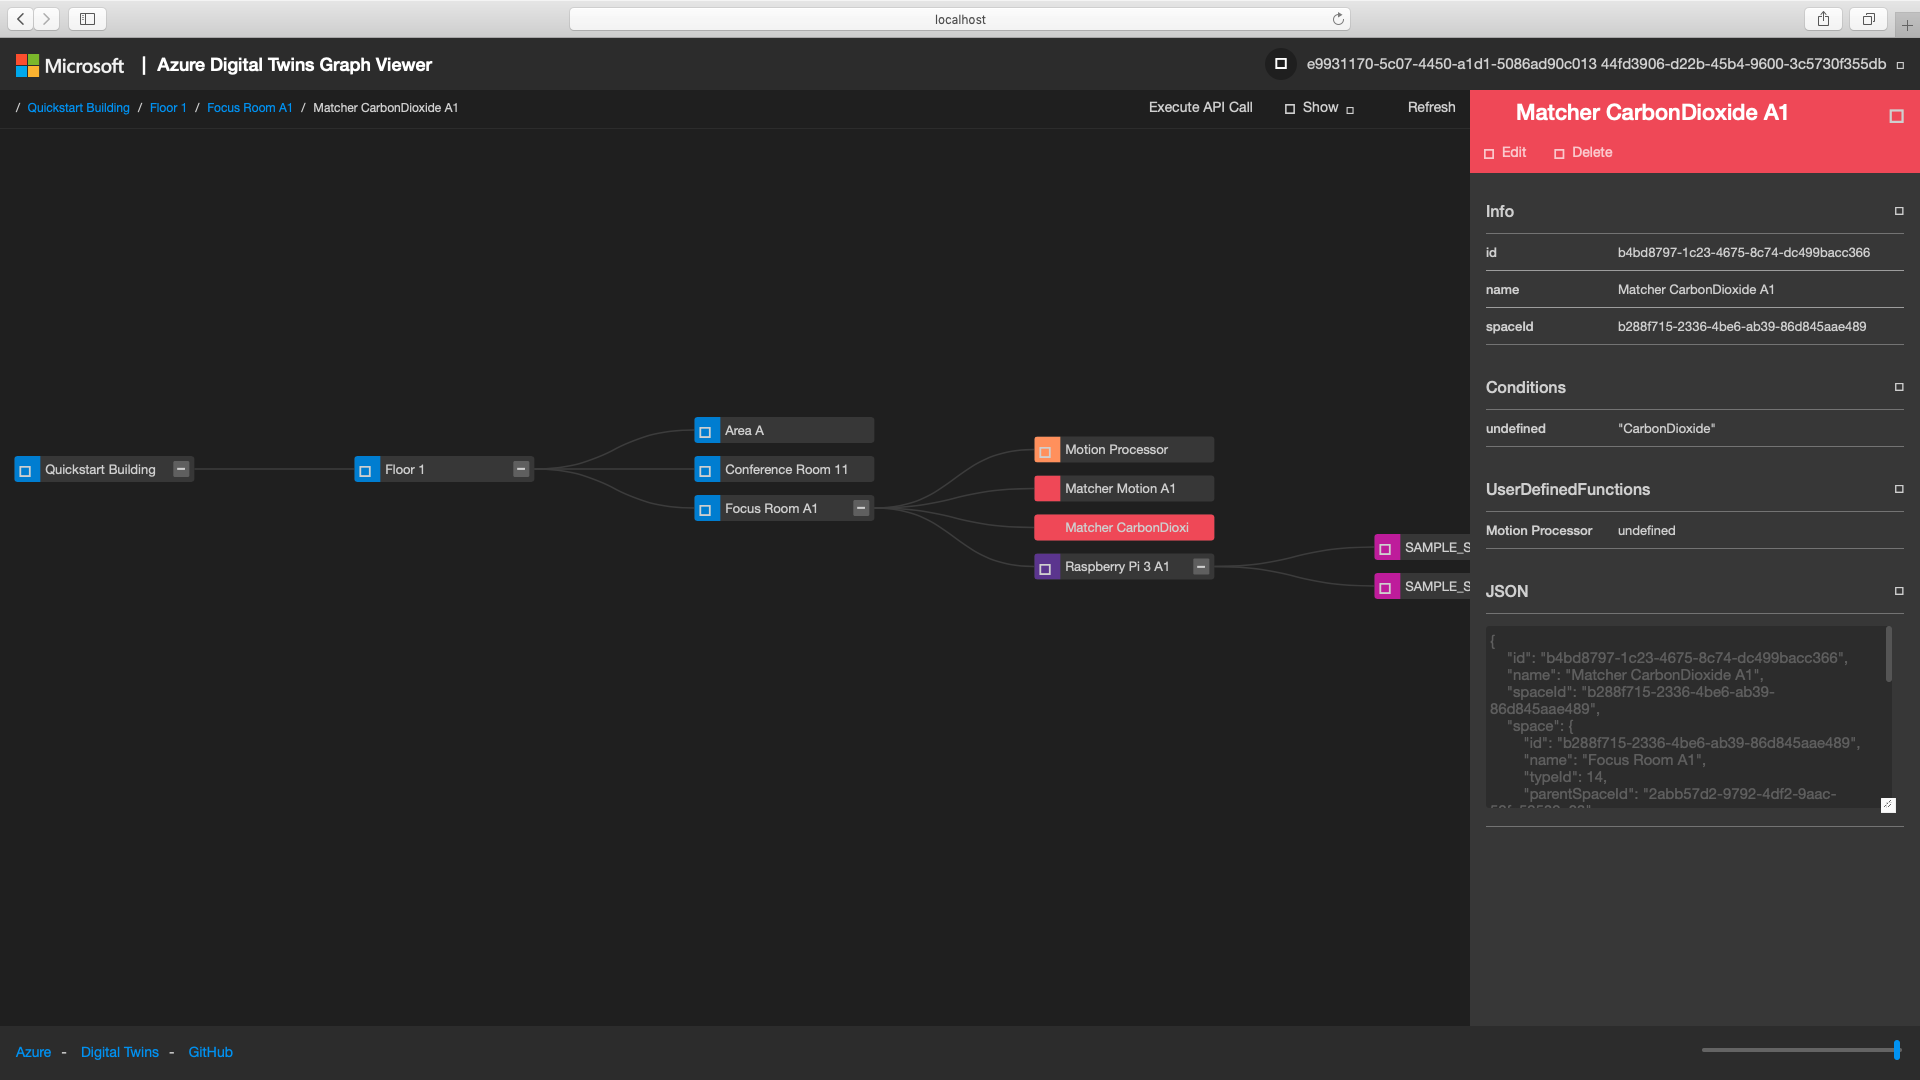 localhost
Microsoft | Azure Digital Twins Graph Viewer
e9931170-5c07-4450-a1d1-5086ad90c013 44fd3906-d22b-45b4-9600-3c5730f355db
/ Quickstart Building / Floor 1 / Focus Room A1 / Matcher CarbonDioxide A1
Execute API Call Show Refresh
Quickstart Building
Floor 1
Area A
Conference Room 11
Focus Room A1
Motion Processor
Matcher Motion A1
Matcher CarbonDioxi
Raspberry Pi 3 A1
SAMPLE_S
SAMPLE_S
Matcher CarbonDioxide A1
Edit Delete
Info
id b4bd8797-1c23-4675-8c74-dc499bacc366
name Matcher CarbonDioxide A1
spaceId b288f715-2336-4be6-ab39-86d845aae489
Conditions
undefined "CarbonDioxide"
UserDefinedFunctions
Motion Processor undefined
JSON
{
"id": "b4bd8797-1c23-4675-8c74-dc499bacc366",
"name": "Matcher CarbonDioxide A1",
"spaceId": "b288f715-2336-4be6-ab39-
86d845aae489",
"space": {
"id": "b288f715-2336-4be6-ab39-86d845aae489",
"name": "Focus Room A1",
"typeId": 14,
"parentSpaceId": "2abb57d2-9792-4df2-9aac-
Azure - Digital Twins - GitHub